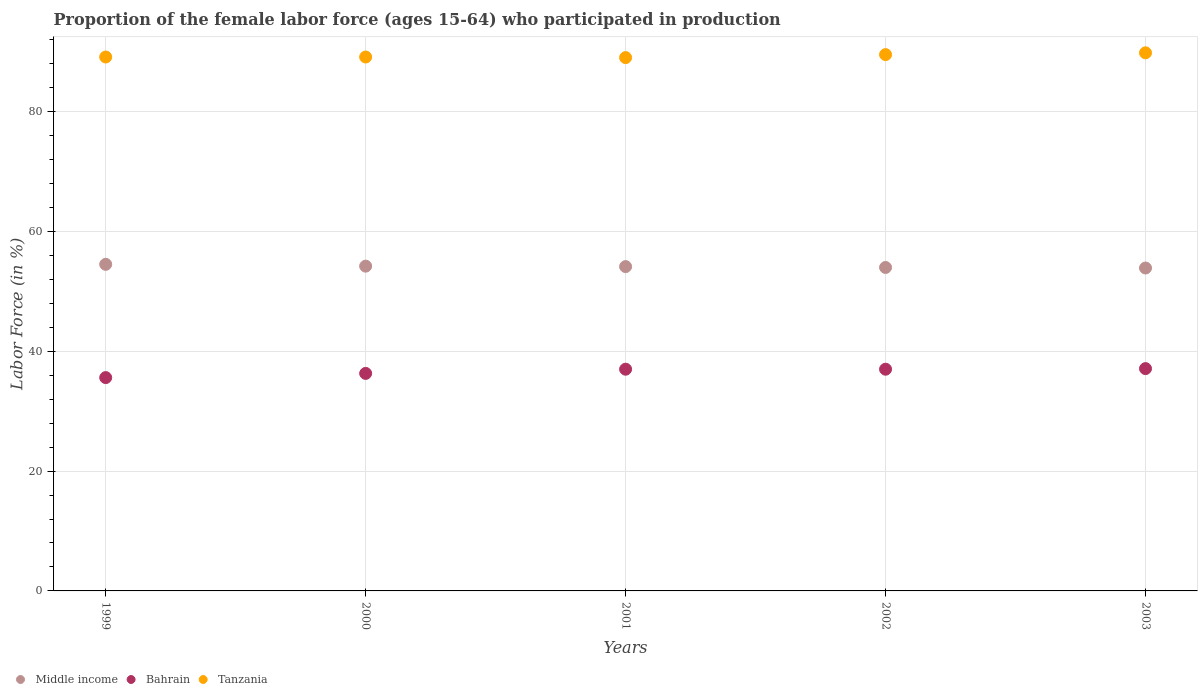 Proportion of the female labor force (ages 15-64) who participated in production
Labor Force (in %)
80
60
40
20
0
1999
2000
2001
2002
2003
Years
Middle income
Bahrain
Tanzania